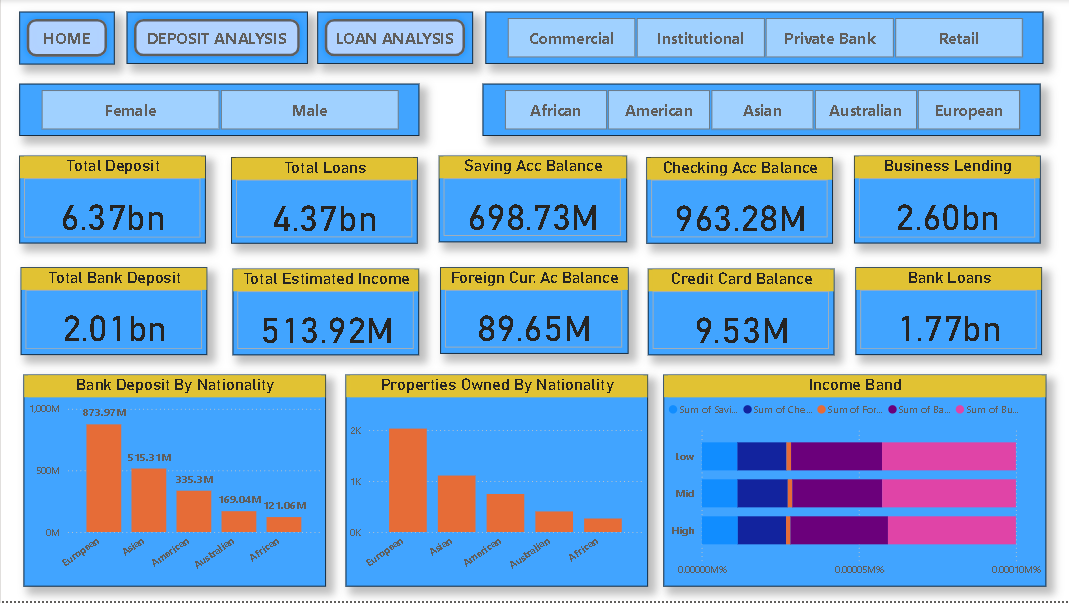 HOME
DEPOSIT ANALYSIS
LOAN ANALYSIS
Commercial
Institutional
Private Bank
Retail
Female
Male
African
American
Asian
Australian
European
Total Deposit
6.37bn
Total Loans
4.37bn
Saving Acc Balance
698.73M
Checking Acc Balance
963.28M
Business Lending
2.60bn
Total Bank Deposit
2.01bn
Total Estimated Income
513.92M
Foreign Cur. Ac Balance
89.65M
Credit Card Balance
9.53M
Bank Loans
1.77bn
Bank Deposit By Nationality
1,000M
500M
0M
873.97M
515.31M
335.3M
169.04M
121.06M
European
Asian
American
Australian
African
Properties Owned By Nationality
2K
1K
0K
European
Asian
American
Australian
African
Income Band
Sum of Savi...
Sum of Che...
Sum of For...
Sum of Ba...
Sum of Bu...
Low
Mid
High
0.00000M%
0.00005M%
0.00010M%